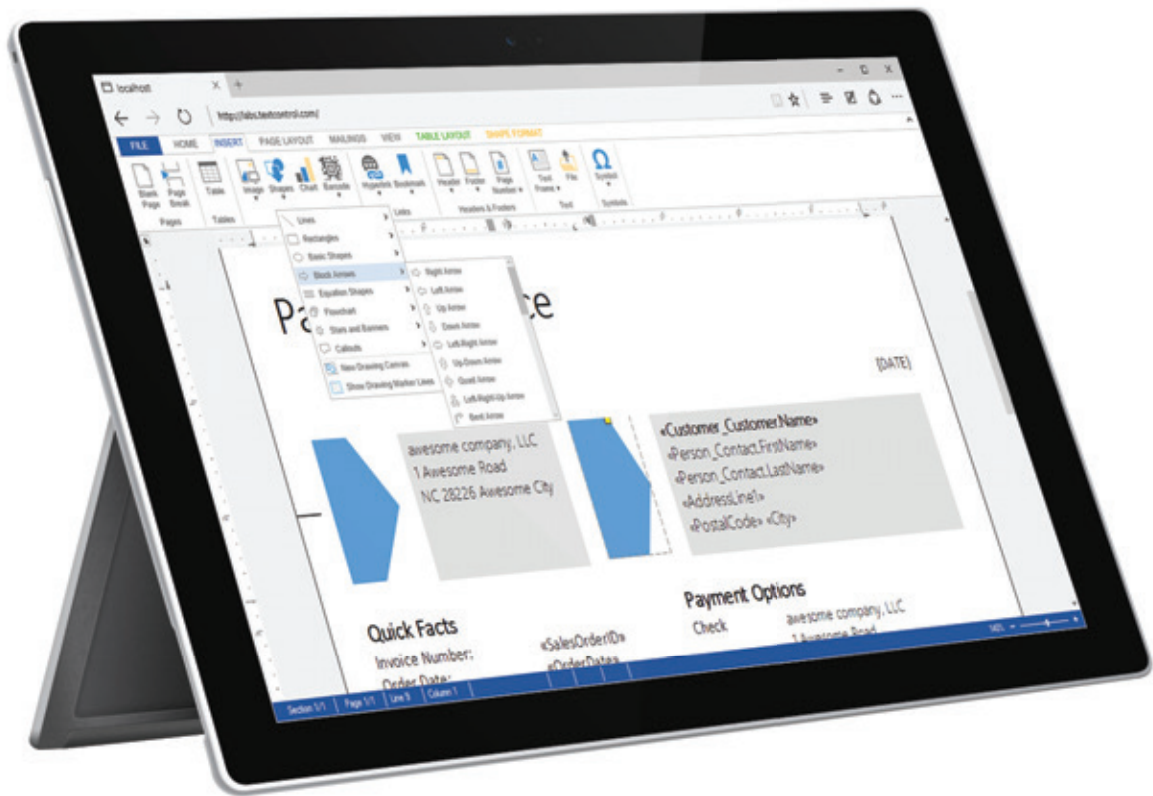 localhost
http://labs.textcontrol.com/
FILE HOME INSERT PAGE LAYOUT MAILINGS VIEW TABLE LAYOUT SHAPE FORMAT
Blank Page
Page Break
Table
Image
Shapes
Chart
Barcode
Hyperlink
Bookmark
Header
Footer
Page Number
Text Frame
File
Symbol
Pages
Tables
Links
Headers & Footers
Text
Symbols
Lines
Rectangles
Basic Shapes
Block Arrows
Equation Shapes
Flowchart
Stars and Banners
Callouts
New Drawing Canvas
Show Drawing Marker Lines
Right Arrow
Left Arrow
Up Arrow
Down Arrow
Left-Right Arrow
Up-Down Arrow
Quad Arrow
Left-Right-Up Arrow
Bent Arrow
Pa ce
{DATE}
awesome company, LLC
1 Awesome Road
NC 28226 Awesome City
«Customer_Customer.Name»
«Person_Contact.FirstName»
«Person_Contact.LastName»
«AddressLine1»
«PostalCode» «City»
Quick Facts
Invoice Number: «SalesOrderID»
Order Date: «OrderDate»
Payment Options
Check awesome company, LLC
1 Awesome Road
Section 1/1 Page 1/1 Line 9 Column 1
140%